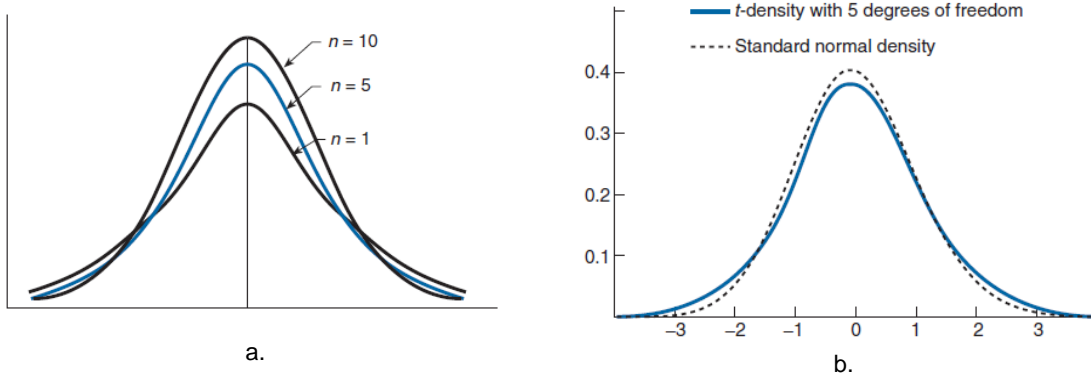 n = 10
n = 5
n = 1
a.
t-density with 5 degrees of freedom
Standard normal density
0.4
0.3
0.2
0.1
–3 –2 –1 0 1 2 3
b.